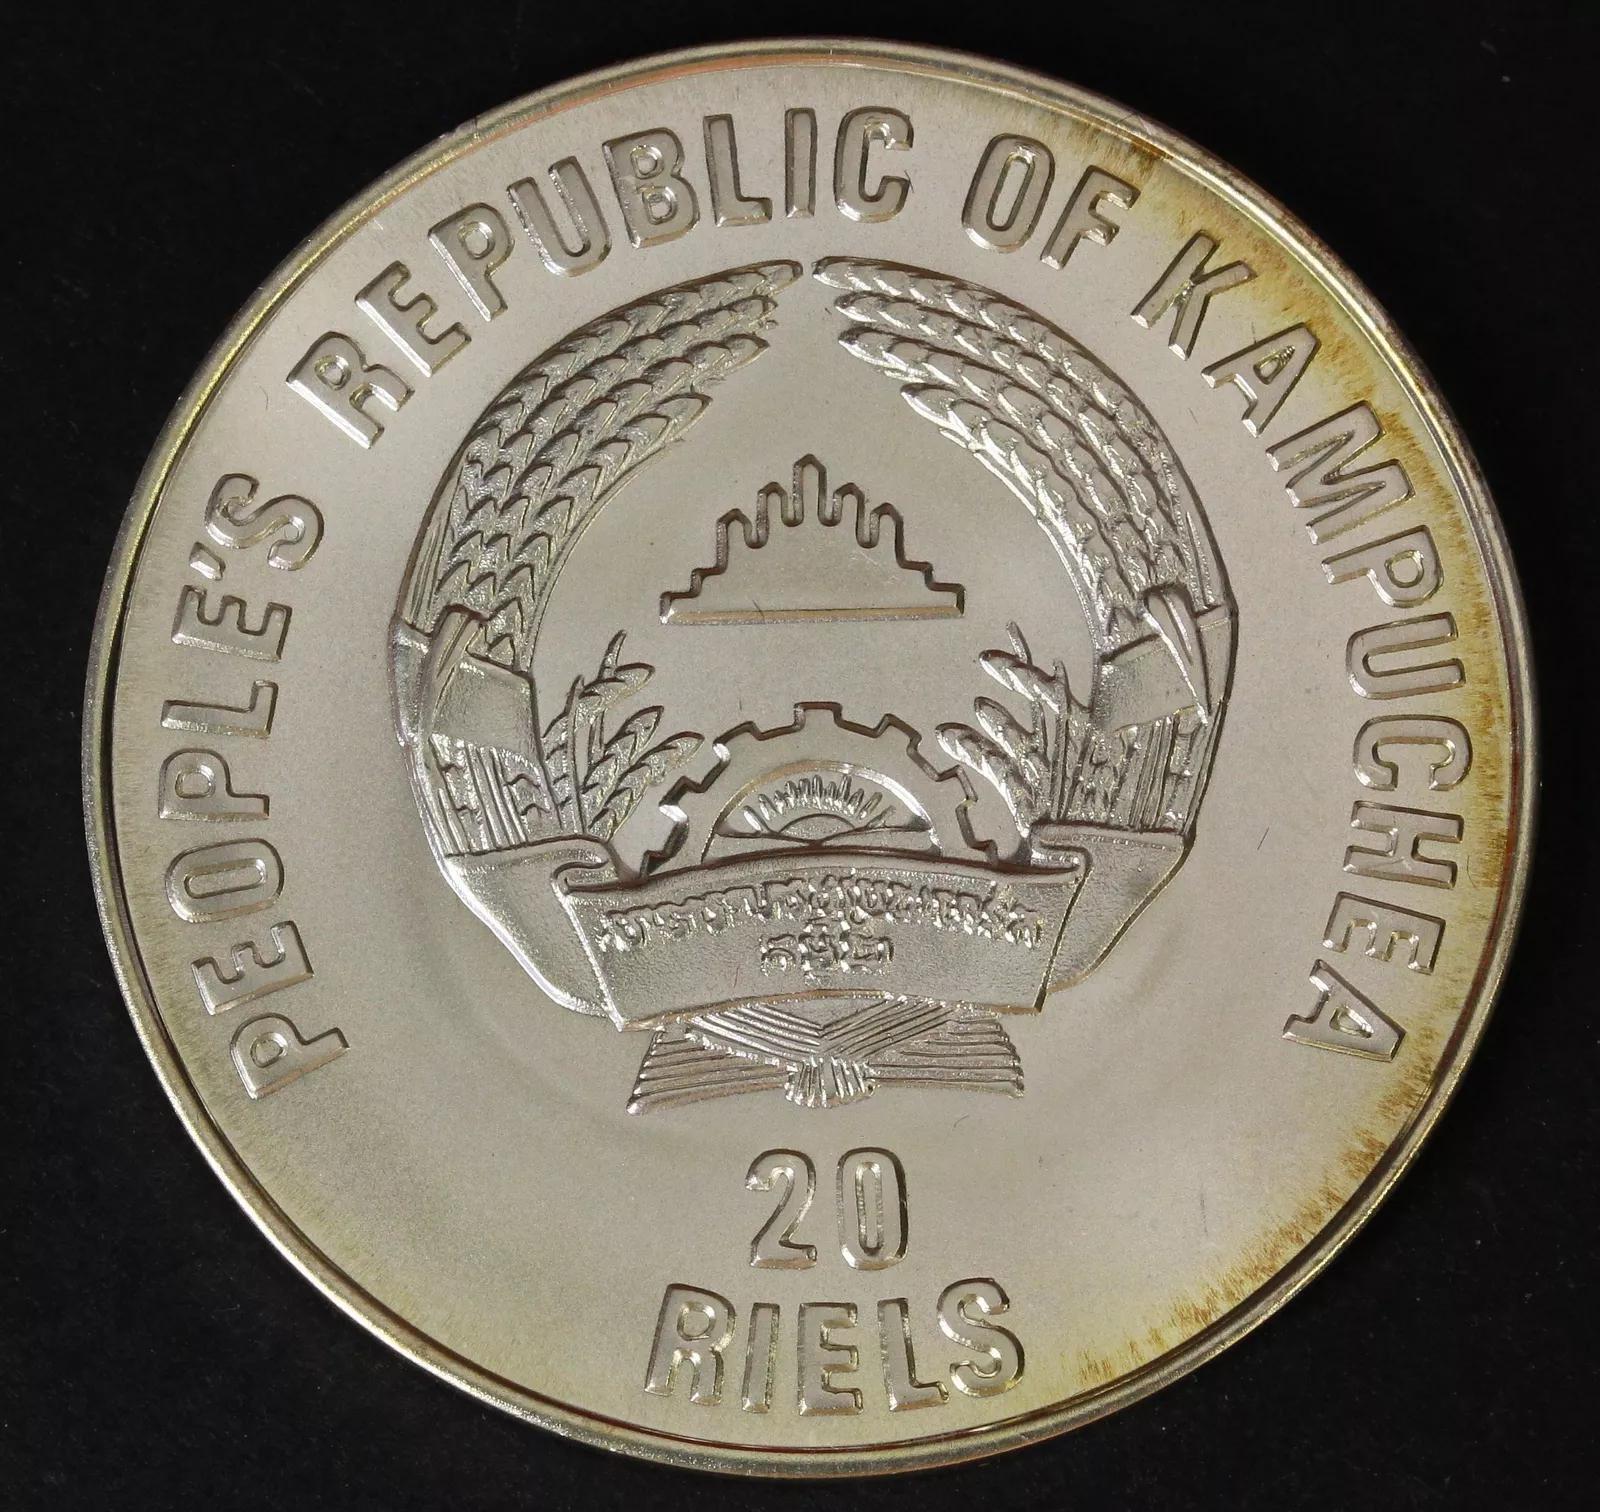 PEOPLE'S REPUBLIC OF KAMPUCHEA
20
RIELS